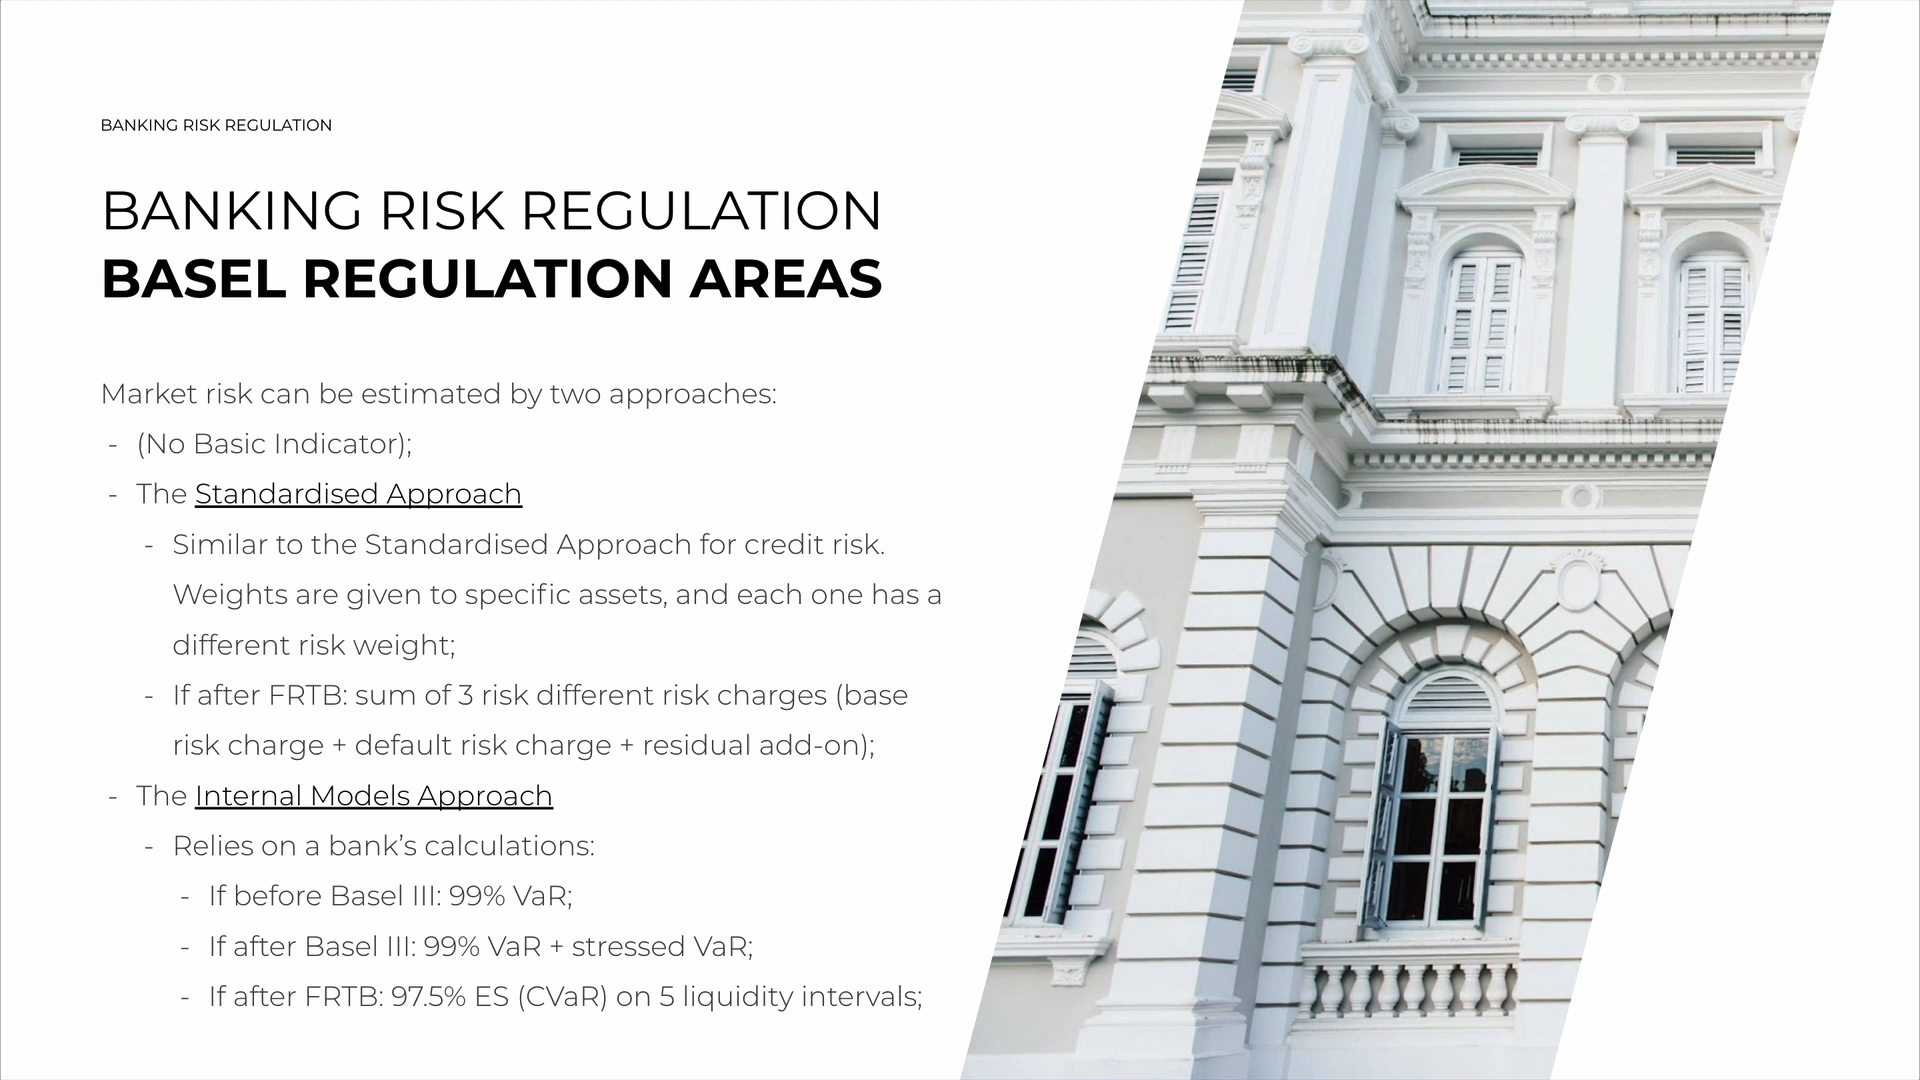 BANKING RISK REGULATION
BANKING RISK REGULATION
BASEL REGULATION AREAS
Market risk can be estimated by two approaches:
- (No Basic Indicator);
- The Standardised Approach
- Similar to the Standardised Approach for credit risk.
Weights are given to specific assets, and each one has a
different risk weight;
- If after FRTB: sum of 3 risk different risk charges (base
risk charge + default risk charge + residual add-on);
- The Internal Models Approach
- Relies on a bank’s calculations:
- If before Basel III: 99% VaR;
- If after Basel III: 99% VaR + stressed VaR;
- If after FRTB: 97.5% ES (CVaR) on 5 liquidity intervals;